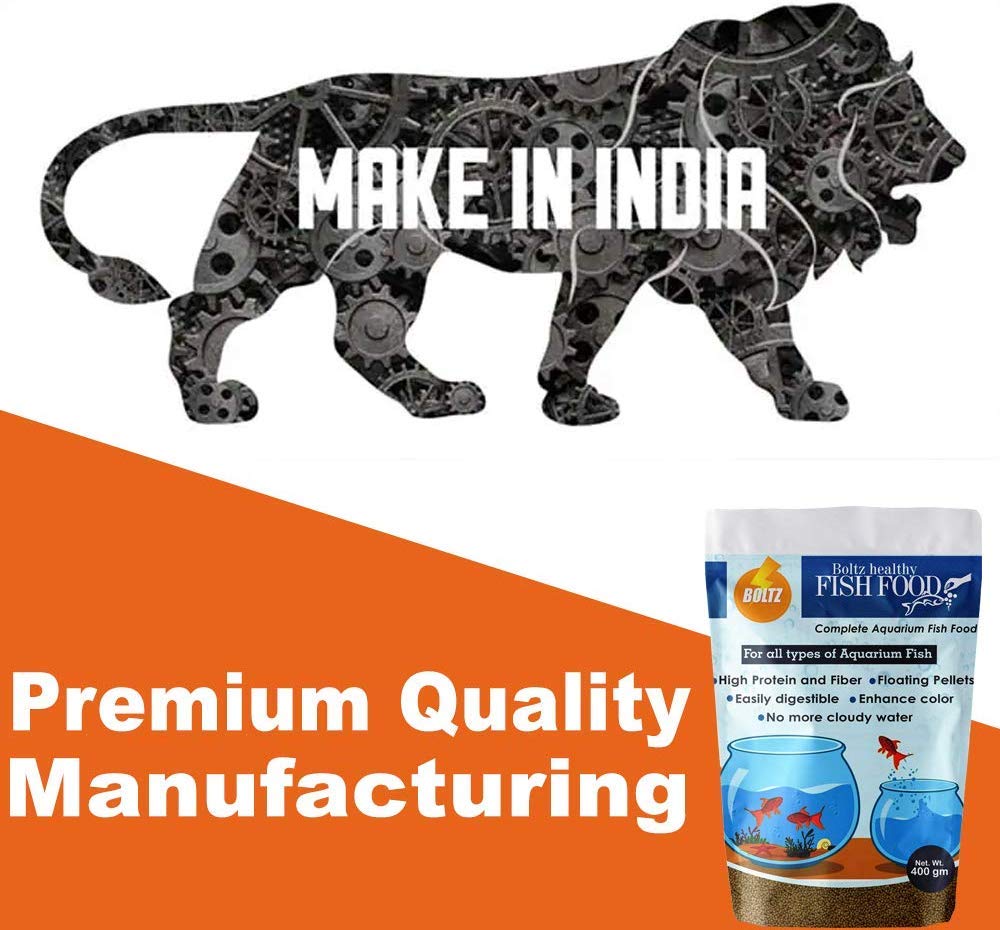 MAKE IN INDIA
Premium Quality
Manufacturing
BOLTZ
Boltz healthy
FISH FOOD
Complete Aquarium Fish Food
For all types of Aquarium Fish
•High Protein and Fiber •Floating Pellets
•Easily digestible •Enhance color
•No more cloudy water
Net. Wt.
400 gm